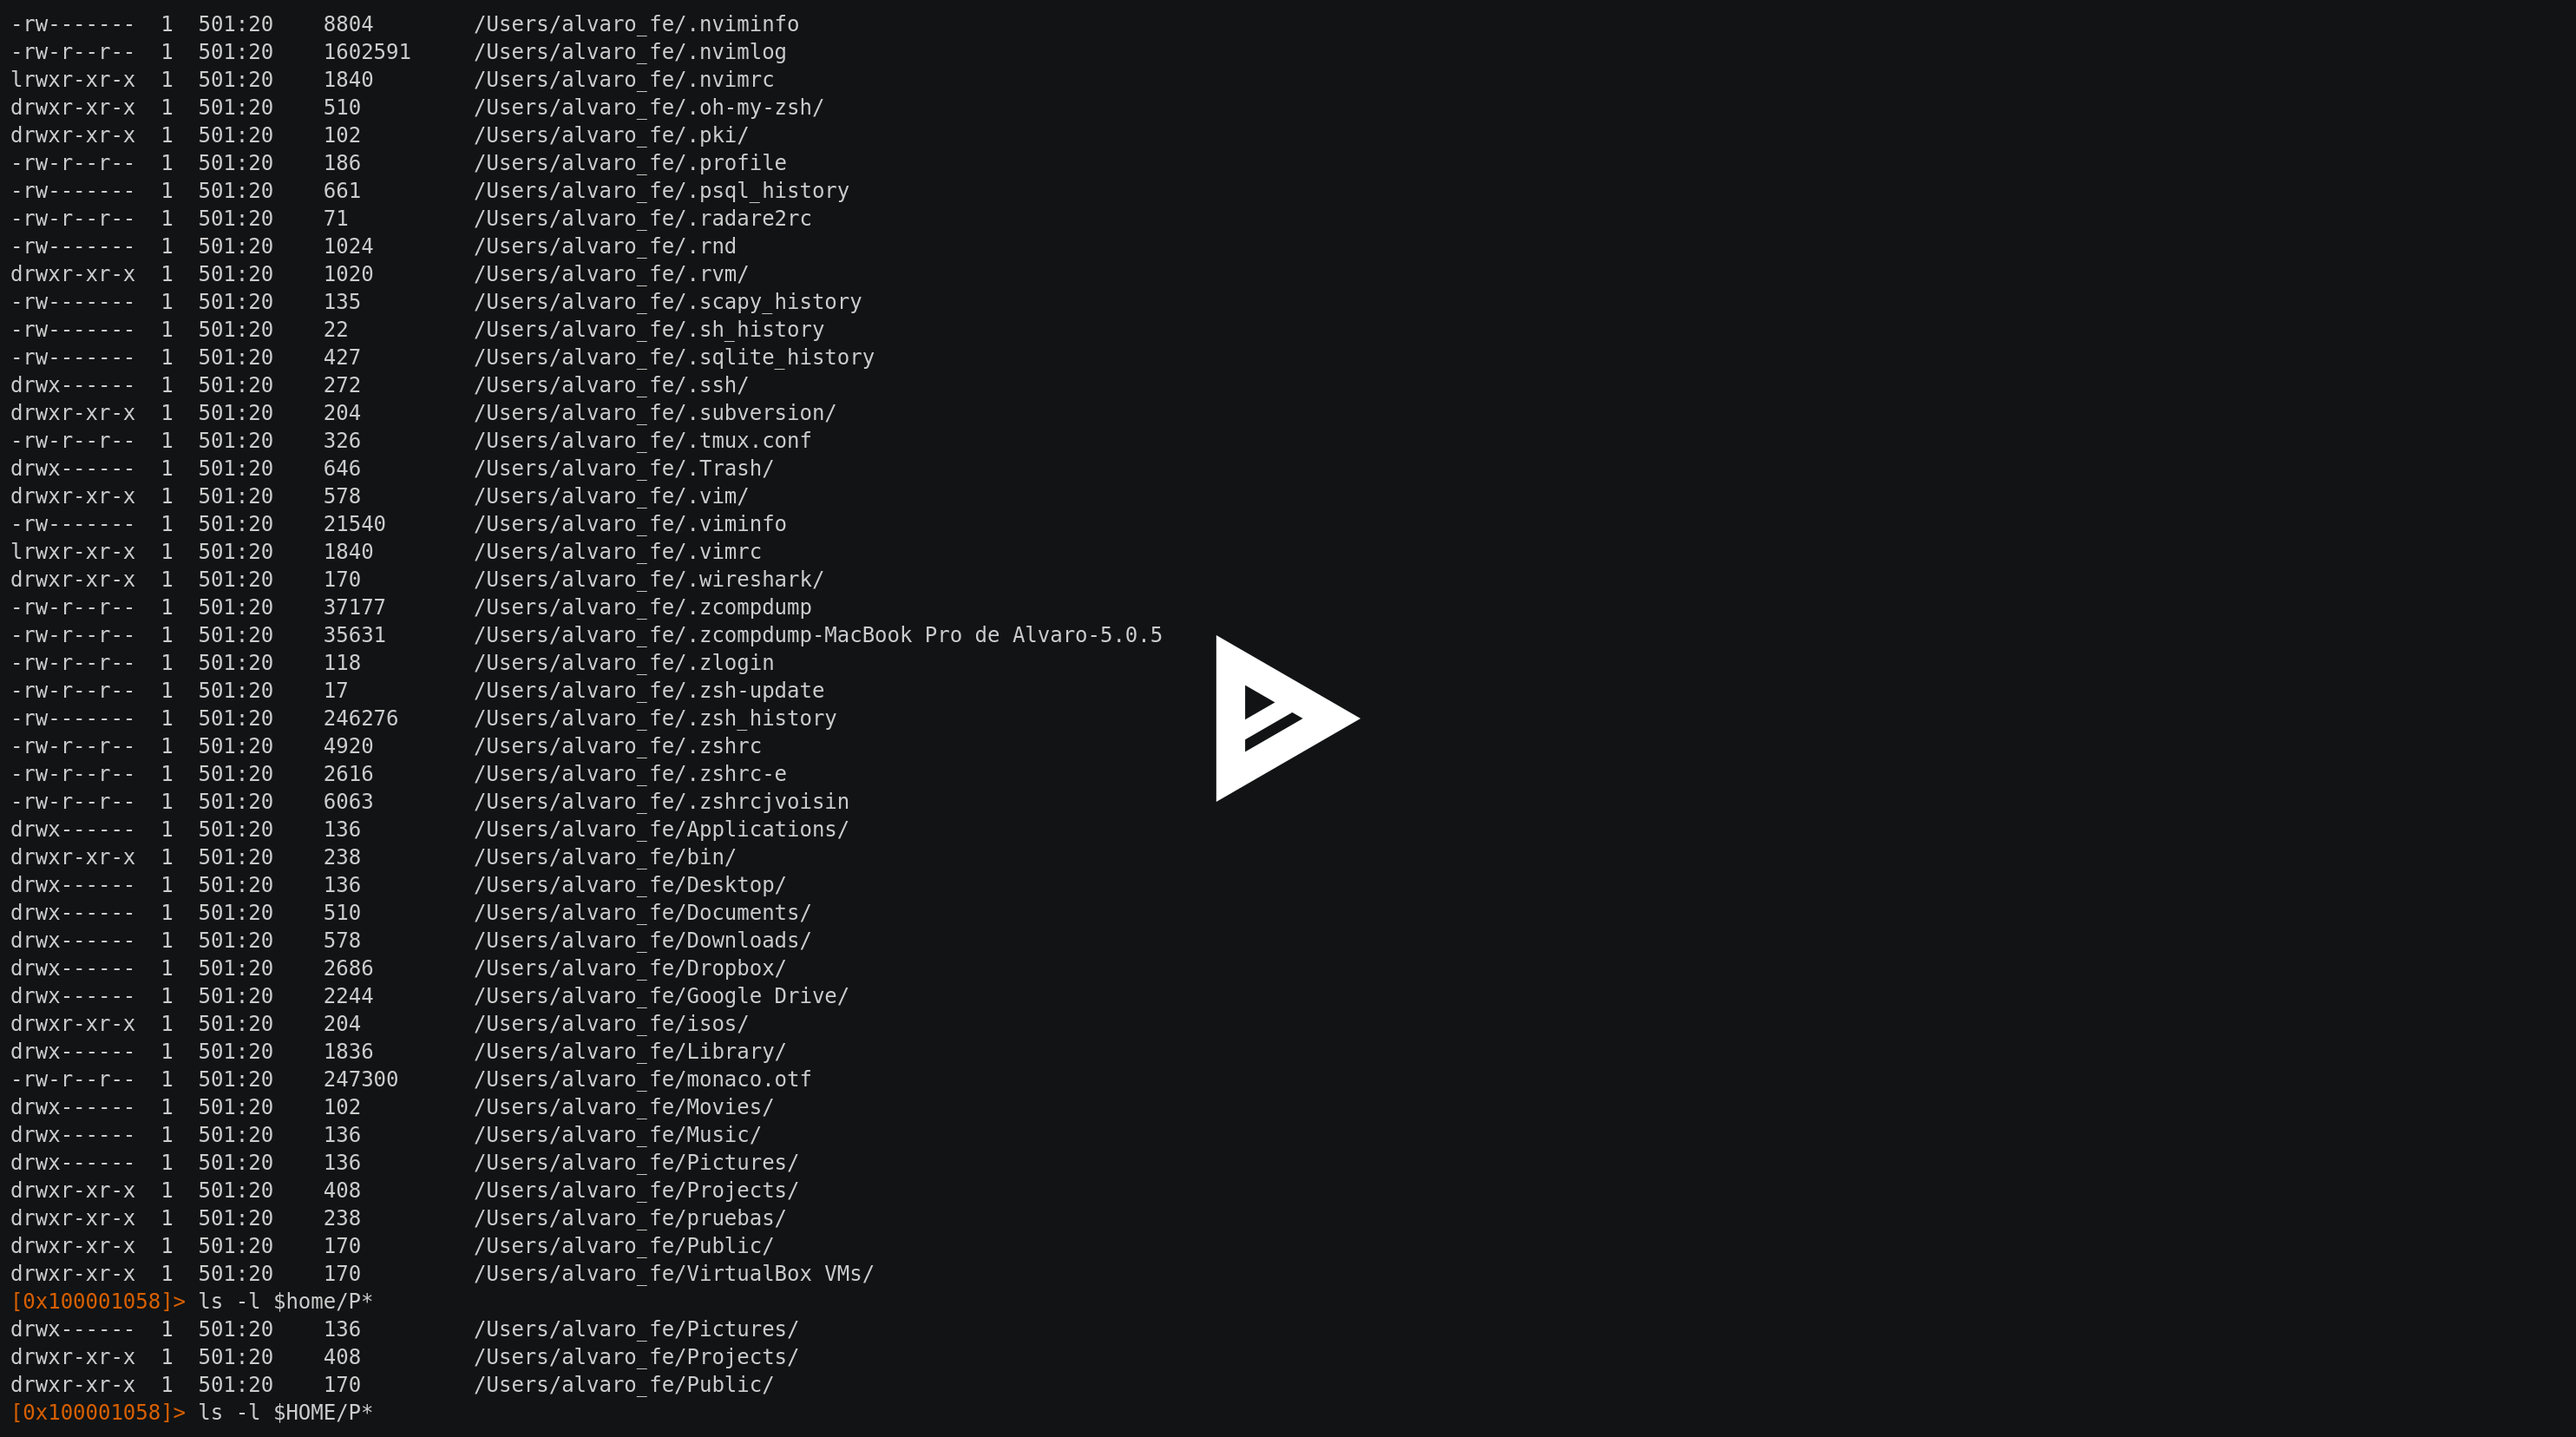 -rw-------  1  501:20    8804        /Users/alvaro_fe/.nviminfo
-rw-r--r--  1  501:20    1602591     /Users/alvaro_fe/.nvimlog
lrwxr-xr-x  1  501:20    1840        /Users/alvaro_fe/.nvimrc
drwxr-xr-x  1  501:20    510         /Users/alvaro_fe/.oh-my-zsh/
drwxr-xr-x  1  501:20    102         /Users/alvaro_fe/.pki/
-rw-r--r--  1  501:20    186         /Users/alvaro_fe/.profile
-rw-------  1  501:20    661         /Users/alvaro_fe/.psql_history
-rw-r--r--  1  501:20    71          /Users/alvaro_fe/.radare2rc
-rw-------  1  501:20    1024        /Users/alvaro_fe/.rnd
drwxr-xr-x  1  501:20    1020        /Users/alvaro_fe/.rvm/
-rw-------  1  501:20    135         /Users/alvaro_fe/.scapy_history
-rw-------  1  501:20    22          /Users/alvaro_fe/.sh_history
-rw-------  1  501:20    427         /Users/alvaro_fe/.sqlite_history
drwx------  1  501:20    272         /Users/alvaro_fe/.ssh/
drwxr-xr-x  1  501:20    204         /Users/alvaro_fe/.subversion/
-rw-r--r--  1  501:20    326         /Users/alvaro_fe/.tmux.conf
drwx------  1  501:20    646         /Users/alvaro_fe/.Trash/
drwxr-xr-x  1  501:20    578         /Users/alvaro_fe/.vim/
-rw-------  1  501:20    21540       /Users/alvaro_fe/.viminfo
lrwxr-xr-x  1  501:20    1840        /Users/alvaro_fe/.vimrc
drwxr-xr-x  1  501:20    170         /Users/alvaro_fe/.wireshark/
-rw-r--r--  1  501:20    37177       /Users/alvaro_fe/.zcompdump
-rw-r--r--  1  501:20    35631       /Users/alvaro_fe/.zcompdump-MacBook Pro de Alvaro-5.0.5
-rw-r--r--  1  501:20    118         /Users/alvaro_fe/.zlogin
-rw-r--r--  1  501:20    17          /Users/alvaro_fe/.zsh-update
-rw-------  1  501:20    246276      /Users/alvaro_fe/.zsh_history
-rw-r--r--  1  501:20    4920        /Users/alvaro_fe/.zshrc
-rw-r--r--  1  501:20    2616        /Users/alvaro_fe/.zshrc-e
-rw-r--r--  1  501:20    6063        /Users/alvaro_fe/.zshrcjvoisin
drwx------  1  501:20    136         /Users/alvaro_fe/Applications/
drwxr-xr-x  1  501:20    238         /Users/alvaro_fe/bin/
drwx------  1  501:20    136         /Users/alvaro_fe/Desktop/
drwx------  1  501:20    510         /Users/alvaro_fe/Documents/
drwx------  1  501:20    578         /Users/alvaro_fe/Downloads/
drwx------  1  501:20    2686        /Users/alvaro_fe/Dropbox/
drwx------  1  501:20    2244        /Users/alvaro_fe/Google Drive/
drwxr-xr-x  1  501:20    204         /Users/alvaro_fe/isos/
drwx------  1  501:20    1836        /Users/alvaro_fe/Library/
-rw-r--r--  1  501:20    247300      /Users/alvaro_fe/monaco.otf
drwx------  1  501:20    102         /Users/alvaro_fe/Movies/
drwx------  1  501:20    136         /Users/alvaro_fe/Music/
drwx------  1  501:20    136         /Users/alvaro_fe/Pictures/
drwxr-xr-x  1  501:20    408         /Users/alvaro_fe/Projects/
drwxr-xr-x  1  501:20    238         /Users/alvaro_fe/pruebas/
drwxr-xr-x  1  501:20    170         /Users/alvaro_fe/Public/
drwxr-xr-x  1  501:20    170         /Users/alvaro_fe/VirtualBox VMs/
[0x100001058]> ls -l $home/P*
drwx------  1  501:20    136         /Users/alvaro_fe/Pictures/
drwxr-xr-x  1  501:20    408         /Users/alvaro_fe/Projects/
drwxr-xr-x  1  501:20    170         /Users/alvaro_fe/Public/
[0x100001058]> ls -l $HOME/P*